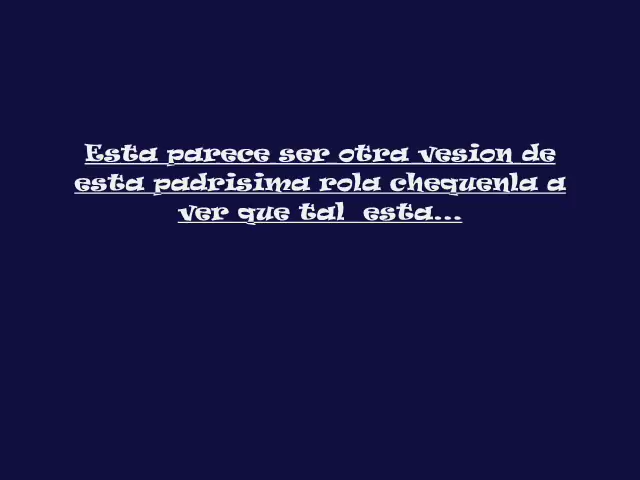 Esta parece ser otra vesion de
esta padrisima rola chequenla a
ver que tal  esta...